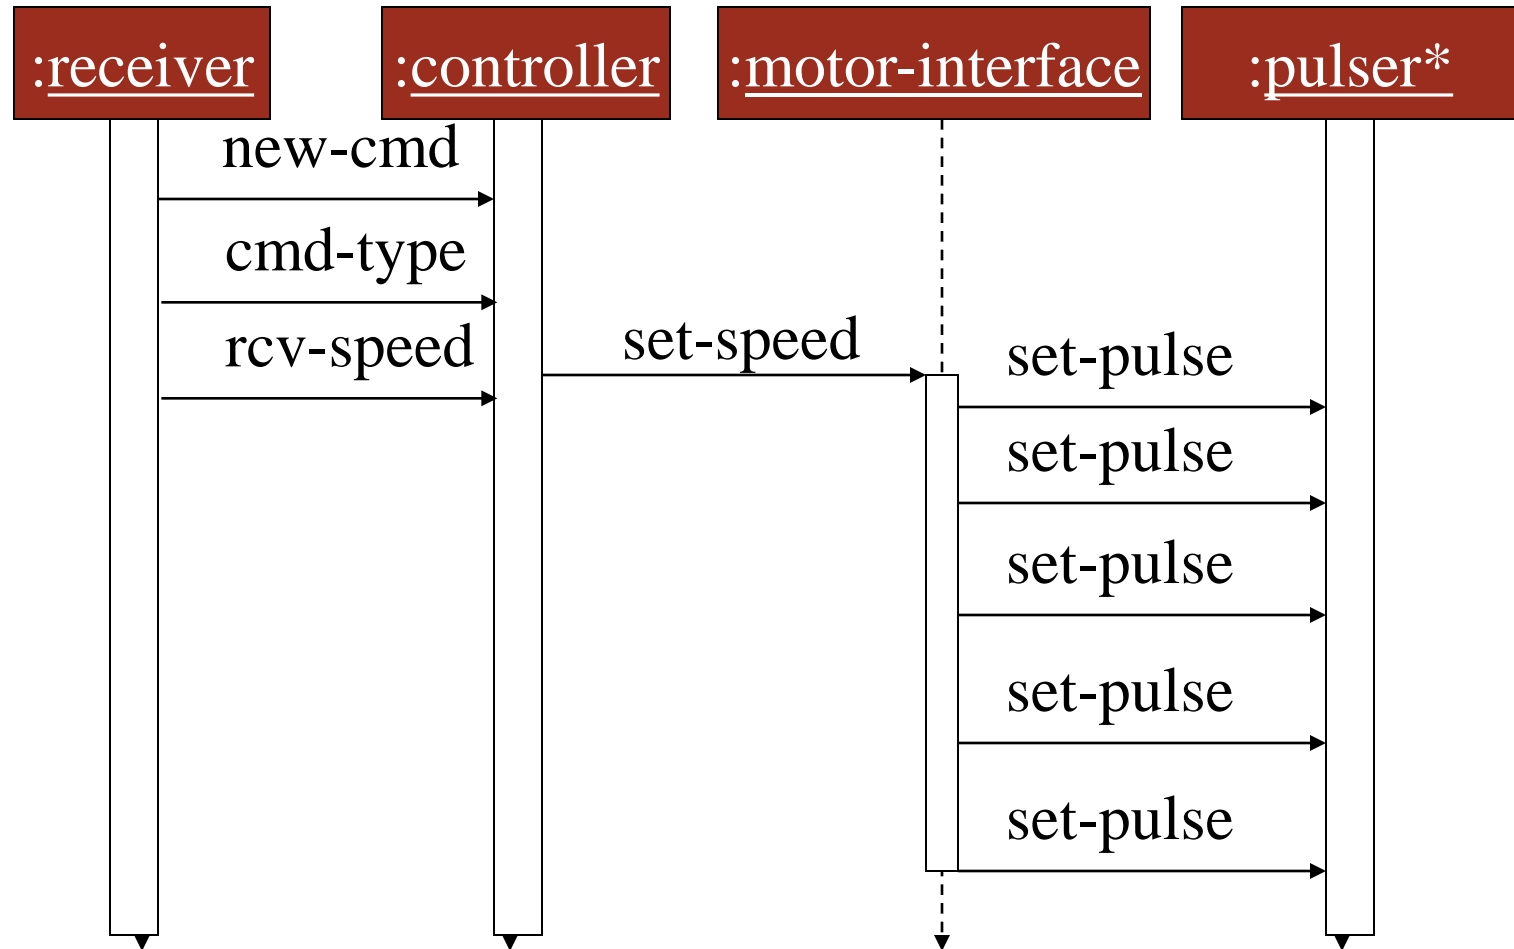 :receiver
:controller
:motor-interface
:pulser*
new-cmd
cmd-type
rcv-speed
set-speed
set-pulse
set-pulse
set-pulse
set-pulse
set-pulse